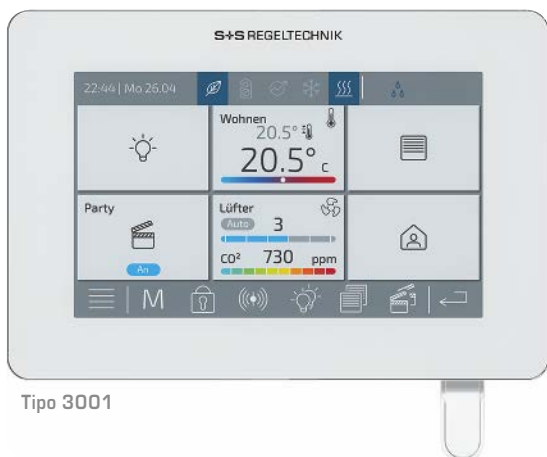 S+S REGELTECHNIK
22:44 | Mo 26.04
Wohnen
20.5°
20.5° c
Party
An
Lüfter
Auto 3
CO² 730 ppm
M
Tipo 3001